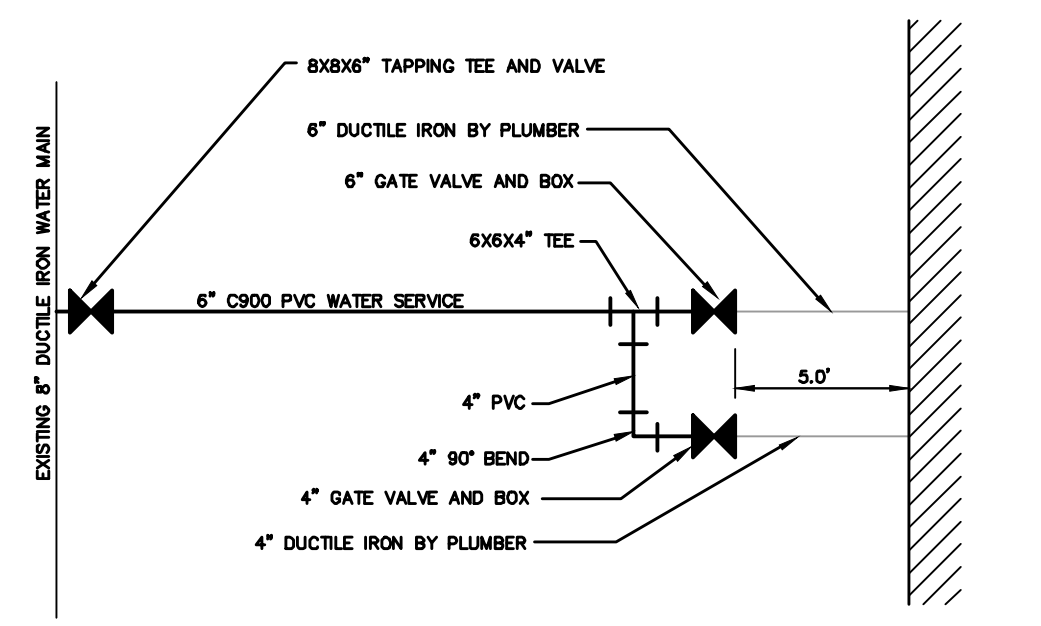 8X8X6" TAPPING TEE AND VALVE
6" DUCTILE IRON BY PLUMBER
6" GATE VALVE AND BOX
6X6X4" TEE
6" C900 PVC WATER SERVICE
EXISTING 8" DUCTILE IRON WATER MAIN
5.0'
4" PVC
4" 90° BEND
4" GATE VALVE AND BOX
4" DUCTILE IRON BY PLUMBER